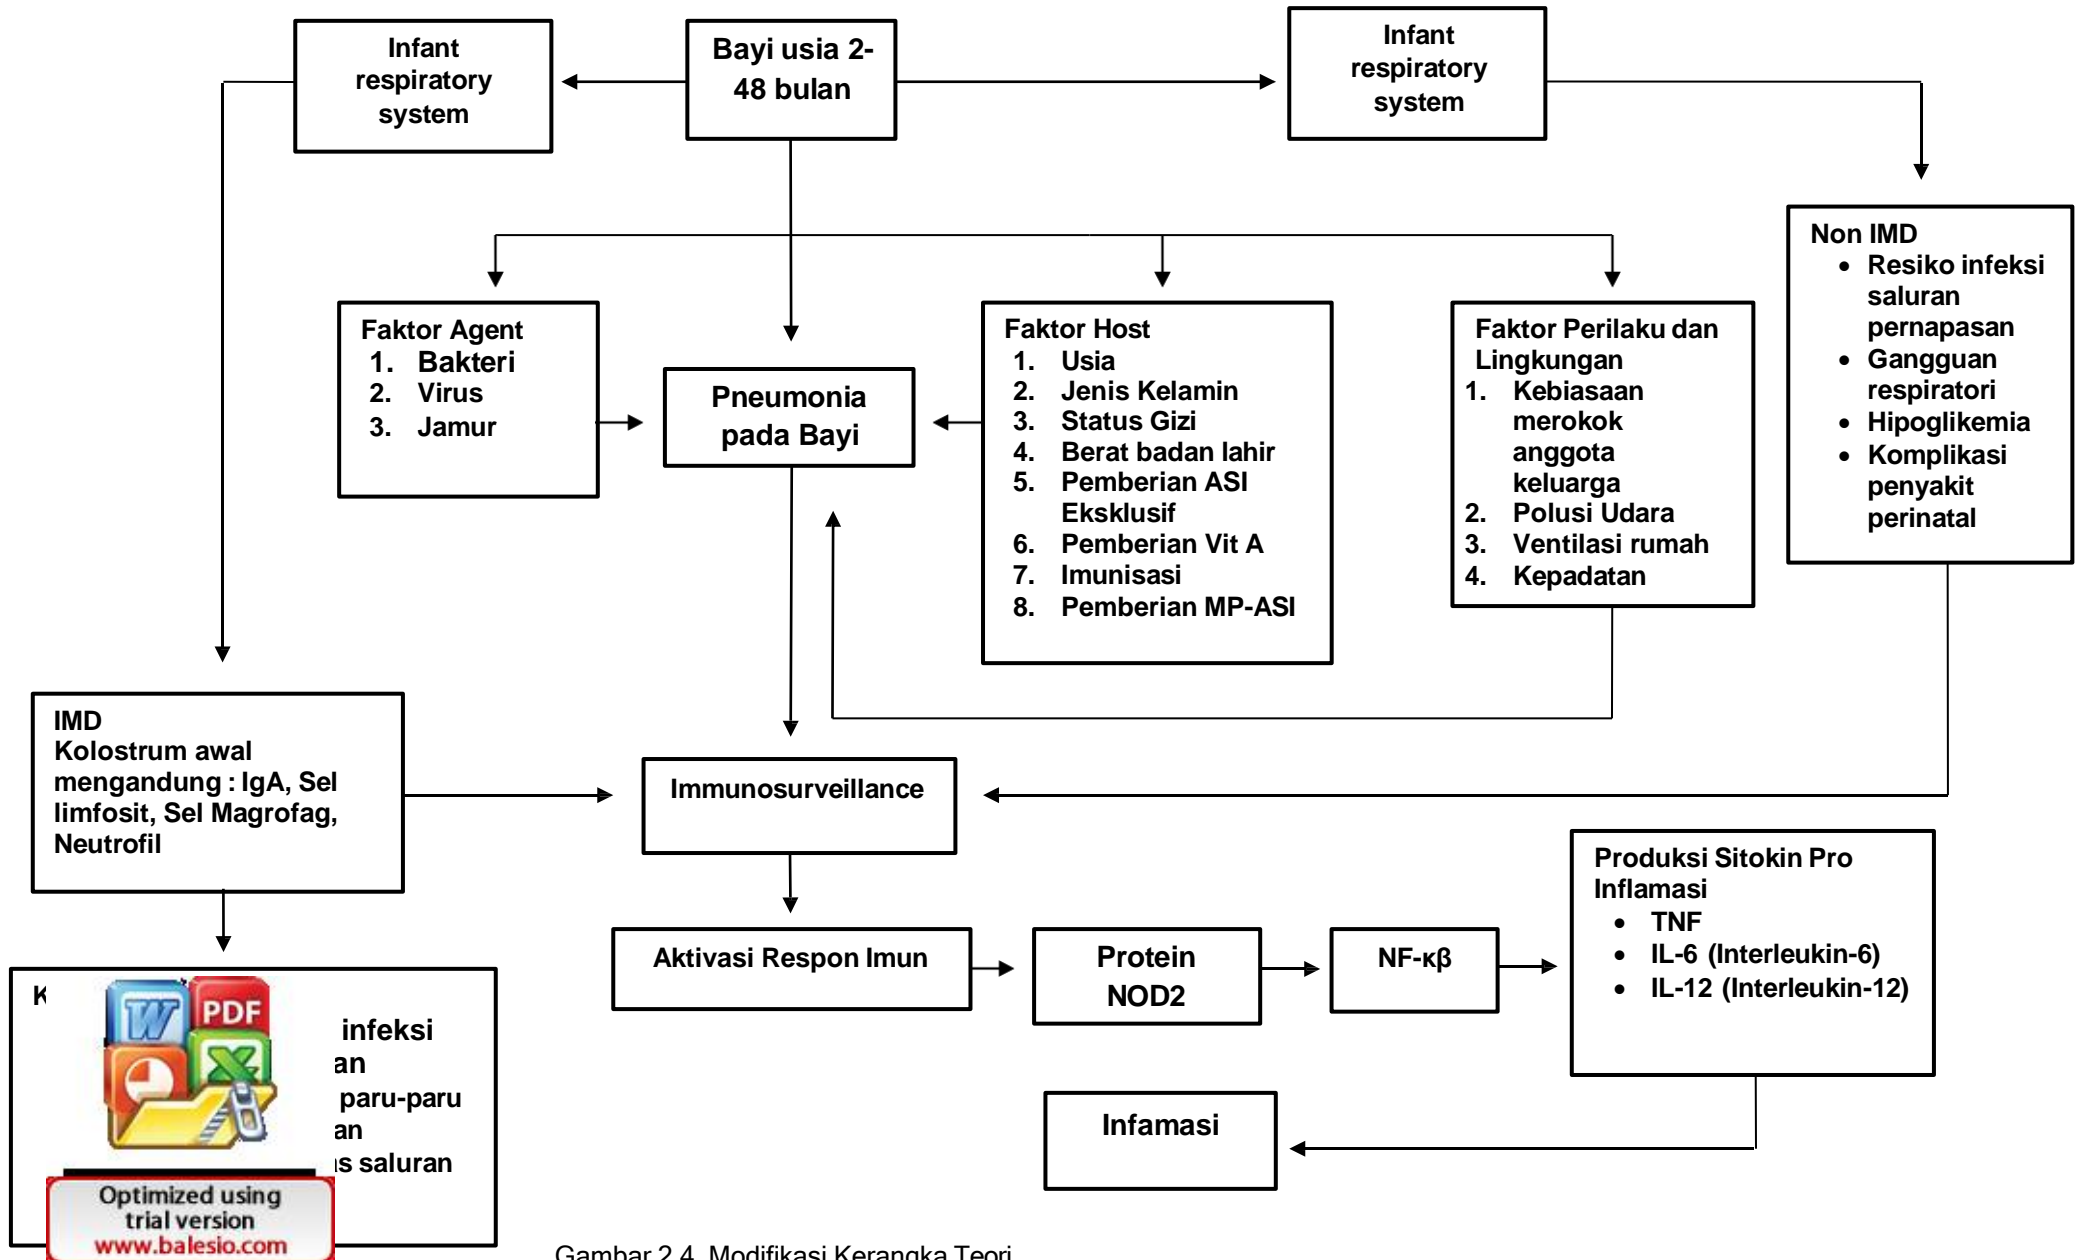 Infant
respiratory
system
Bayi usia 2-
48 bulan
Infant
respiratory
system
Non IMD
• Resiko infeksi
saluran
pernapasan
• Gangguan
respiratori
• Hipoglikemia
• Komplikasi
penyakit
perinatal
Faktor Agent
1. Bakteri
2. Virus
3. Jamur
Pneumonia
pada Bayi
Faktor Host
1. Usia
2. Jenis Kelamin
3. Status Gizi
4. Berat badan lahir
5. Pemberian ASI
Eksklusif
6. Pemberian Vit A
7. Imunisasi
8. Pemberian MP-ASI
Faktor Perilaku dan
Lingkungan
1. Kebiasaan
merokok
anggota
keluarga
2. Polusi Udara
3. Ventilasi rumah
4. Kepadatan
IMD
Kolostrum awal
mengandung : IgA, Sel
limfosit, Sel Magrofag,
Neutrofil
Immunosurveillance
Produksi Sitokin Pro
Inflamasi
• TNF
• IL-6 (Interleukin-6)
• IL-12 (Interleukin-12)
Aktivasi Respon Imun
Protein
NOD2
NF-κβ
infeksi
paru-paru
saluran
PDF
Optimized using
trial version
www.balesio.com
Infamasi
Gambar 2.4 Modifikasi Kerangka Teori